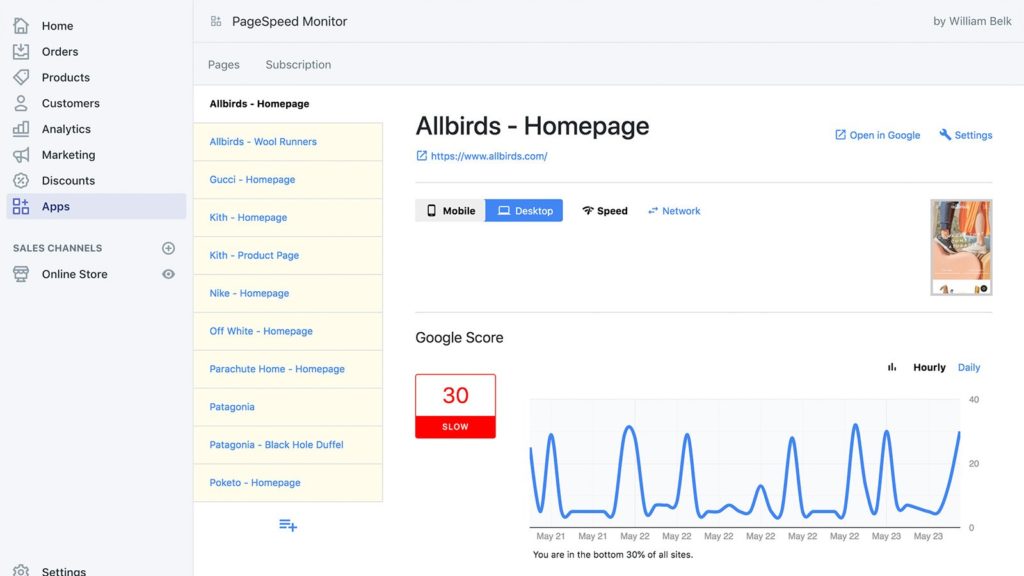 Home
Orders
Products
Customers
Analytics
Marketing
Discounts
Apps
SALES CHANNELS
Online Store
Settings
PageSpeed Monitor
by William Belk
Pages
Subscription
Allbirds - Homepage
Allbirds - Wool Runners
Gucci - Homepage
Kith - Homepage
Kith - Product Page
Nike - Homepage
Off White - Homepage
Parachute Home - Homepage
Patagonia
Patagonia - Black Hole Duffel
Poketo - Homepage
Allbirds - Homepage
https://www.allbirds.com/
Open in Google
Settings
Mobile
Desktop
Speed
Network
Google Score
30
SLOW
Hourly
Daily
40
20
0
May 21
May 21
May 22
May 22
May 22
May 22
May 22
May 22
May 23
May 23
You are in the bottom 30% of all sites.